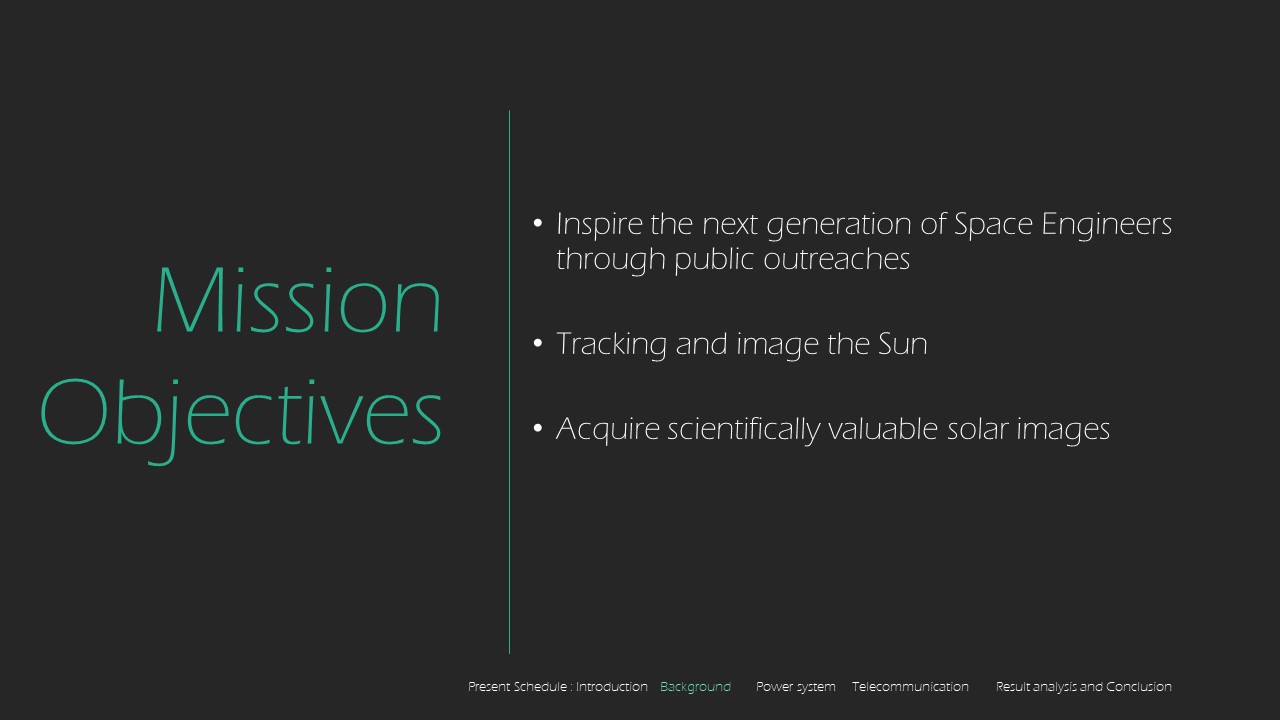 Mission
Objectives
• Inspire the next generation of Space Engineers
through public outreaches
• Tracking and image the Sun
• Acquire scientifically valuable solar images
Present Schedule : Introduction Background Power system Telecommunication Result analysis and Conclusion